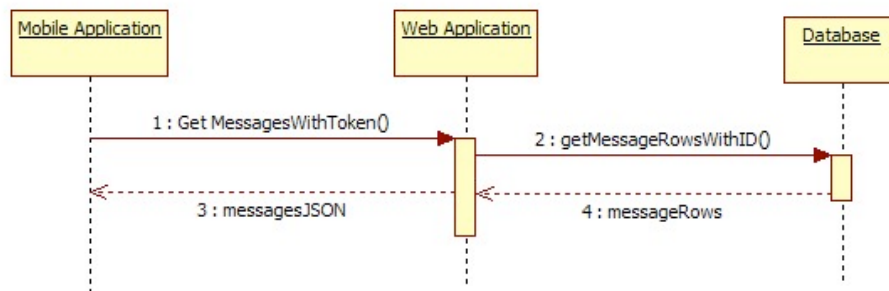 Mobile Application
Web Application
Database
1 : Get MessagesWithToken()
2 : getMessageRowsWithID()
3 : messagesJSON
4 : messageRows